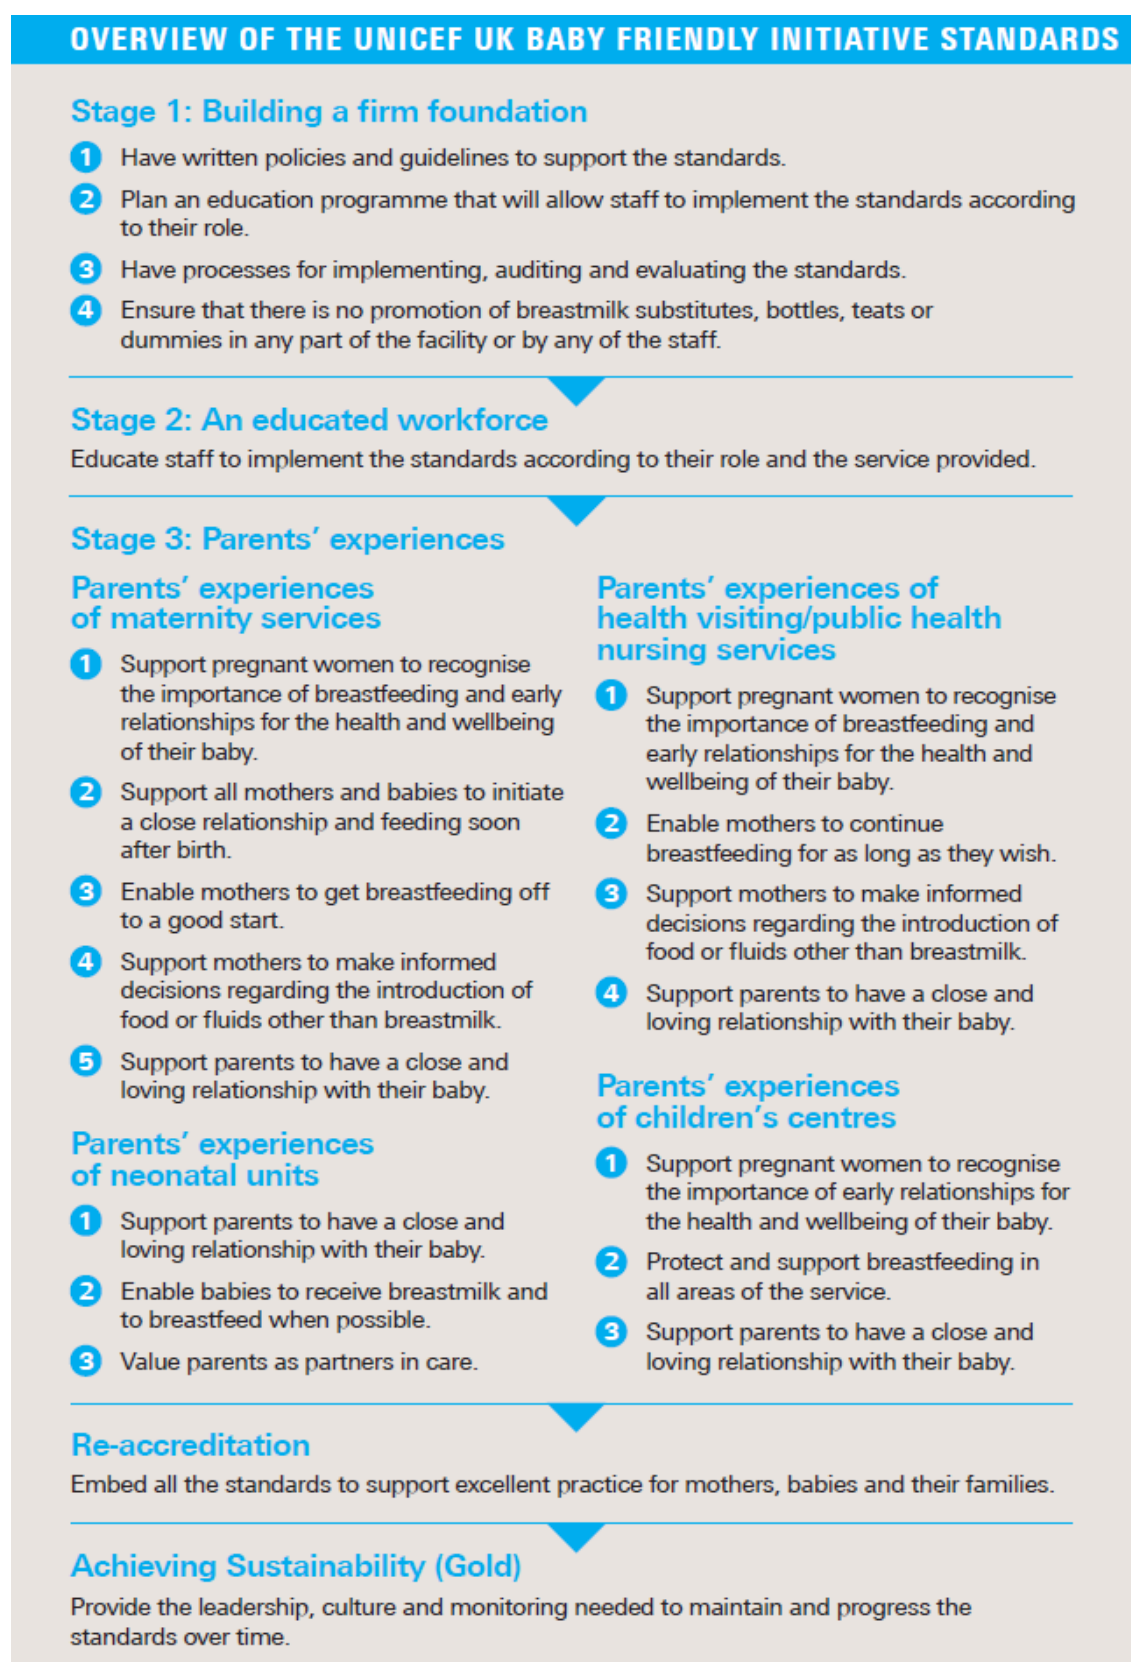 OVERVIEW OF THE UNICEF UK BABY FRIENDLY INITIATIVE STANDARDS
Stage 1: Building a firm foundation
1 Have written policies and guidelines to support the standards.
2 Plan an education programme that will allow staff to implement the standards according
to their role.
3 Have processes for implementing, auditing and evaluating the standards.
4 Ensure that there is no promotion of breastmilk substitutes, bottles, teats or
dummies in any part of the facility or by any of the staff.
Stage 2: An educated workforce
Educate staff to implement the standards according to their role and the service provided.
Stage 3: Parents’ experiences
Parents’ experiences
of maternity services
1 Support pregnant women to recognise
the importance of breastfeeding and early
relationships for the health and wellbeing
of their baby.
2 Support all mothers and babies to initiate
a close relationship and feeding soon
after birth.
3 Enable mothers to get breastfeeding off
to a good start.
4 Support mothers to make informed
decisions regarding the introduction of
food or fluids other than breastmilk.
5 Support parents to have a close and
loving relationship with their baby.
Parents’ experiences
of neonatal units
1 Support parents to have a close and
loving relationship with their baby.
2 Enable babies to receive breastmilk and
to breastfeed when possible.
3 Value parents as partners in care.
Parents’ experiences of
health visiting/public health
nursing services
1 Support pregnant women to recognise
the importance of breastfeeding and
early relationships for the health and
wellbeing of their baby.
2 Enable mothers to continue
breastfeeding for as long as they wish.
3 Support mothers to make informed
decisions regarding the introduction of
food or fluids other than breastmilk.
4 Support parents to have a close and
loving relationship with their baby.
Parents’ experiences
of children’s centres
1 Support pregnant women to recognise
the importance of early relationships for
the health and wellbeing of their baby.
2 Protect and support breastfeeding in
all areas of the service.
3 Support parents to have a close and
loving relationship with their baby.
Re-accreditation
Embed all the standards to support excellent practice for mothers, babies and their families.
Achieving Sustainability (Gold)
Provide the leadership, culture and monitoring needed to maintain and progress the
standards over time.